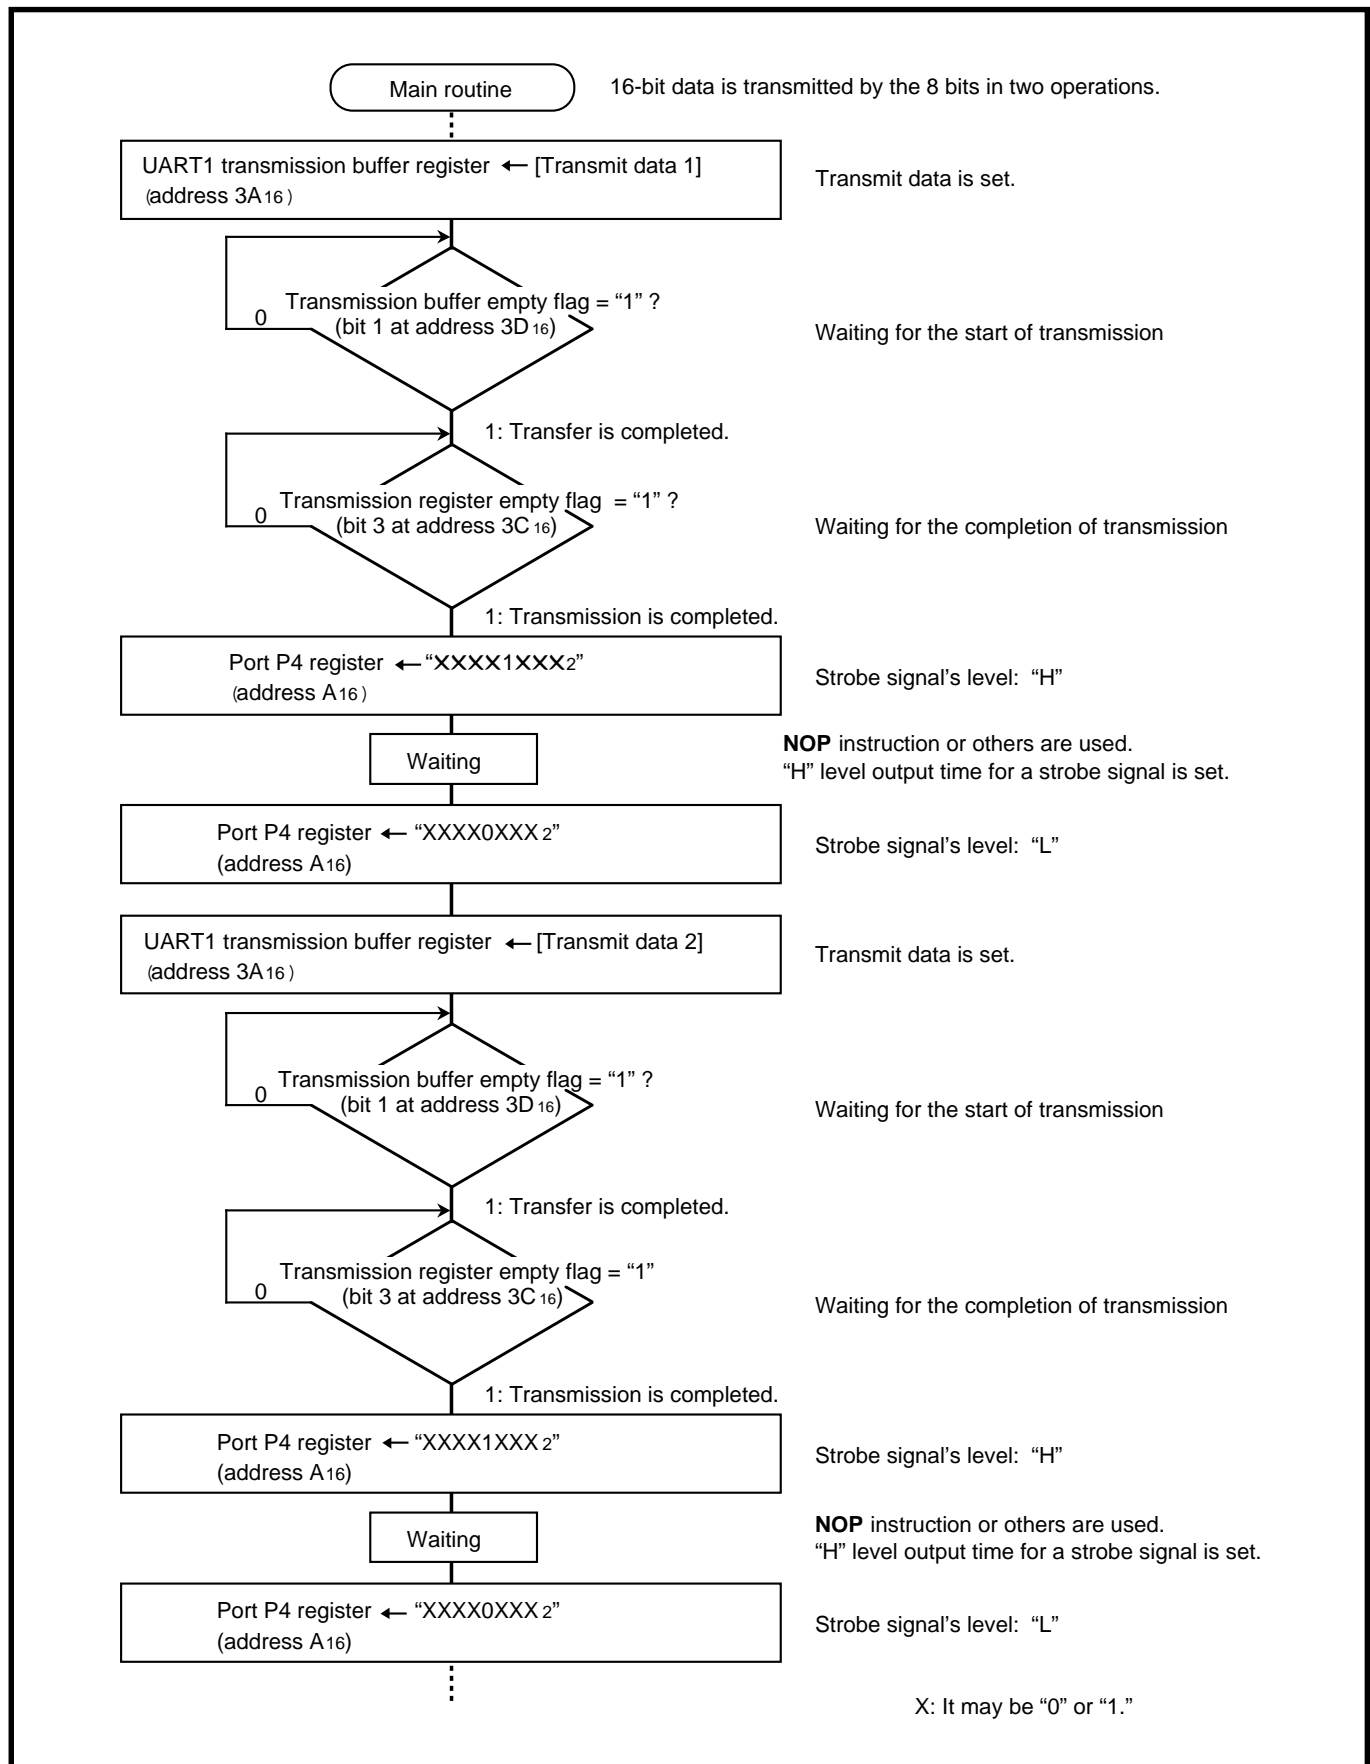 Main routine
16-bit data is transmitted by the 8 bits in two operations.
UART1 transmission buffer register ← [Transmit data 1]
(address 3A16)
Transmit data is set.
Transmission buffer empty flag = “1” ?
0
(bit 1 at address 3D16)
Waiting for the start of transmission
1: Transfer is completed.
Transmission register empty flag = “1” ?
0
(bit 3 at address 3C16)
Waiting for the completion of transmission
1: Transmission is completed.
Port P4 register ← “XXXX1XXX2”
(address A16)
Strobe signal’s level: “H”
Waiting
NOP instruction or others are used.
“H” level output time for a strobe signal is set.
Port P4 register ← “XXXX0XXX2”
(address A16)
Strobe signal’s level: “L”
UART1 transmission buffer register ← [Transmit data 2]
(address 3A16)
Transmit data is set.
Transmission buffer empty flag = “1” ?
0
(bit 1 at address 3D16)
Waiting for the start of transmission
1: Transfer is completed.
Transmission register empty flag = “1”
0
(bit 3 at address 3C16)
Waiting for the completion of transmission
1: Transmission is completed.
Port P4 register ← “XXXX1XXX2”
(address A16)
Strobe signal’s level: “H”
Waiting
NOP instruction or others are used.
“H” level output time for a strobe signal is set.
Port P4 register ← “XXXX0XXX2”
(address A16)
Strobe signal’s level: “L”
X: It may be “0” or “1.”